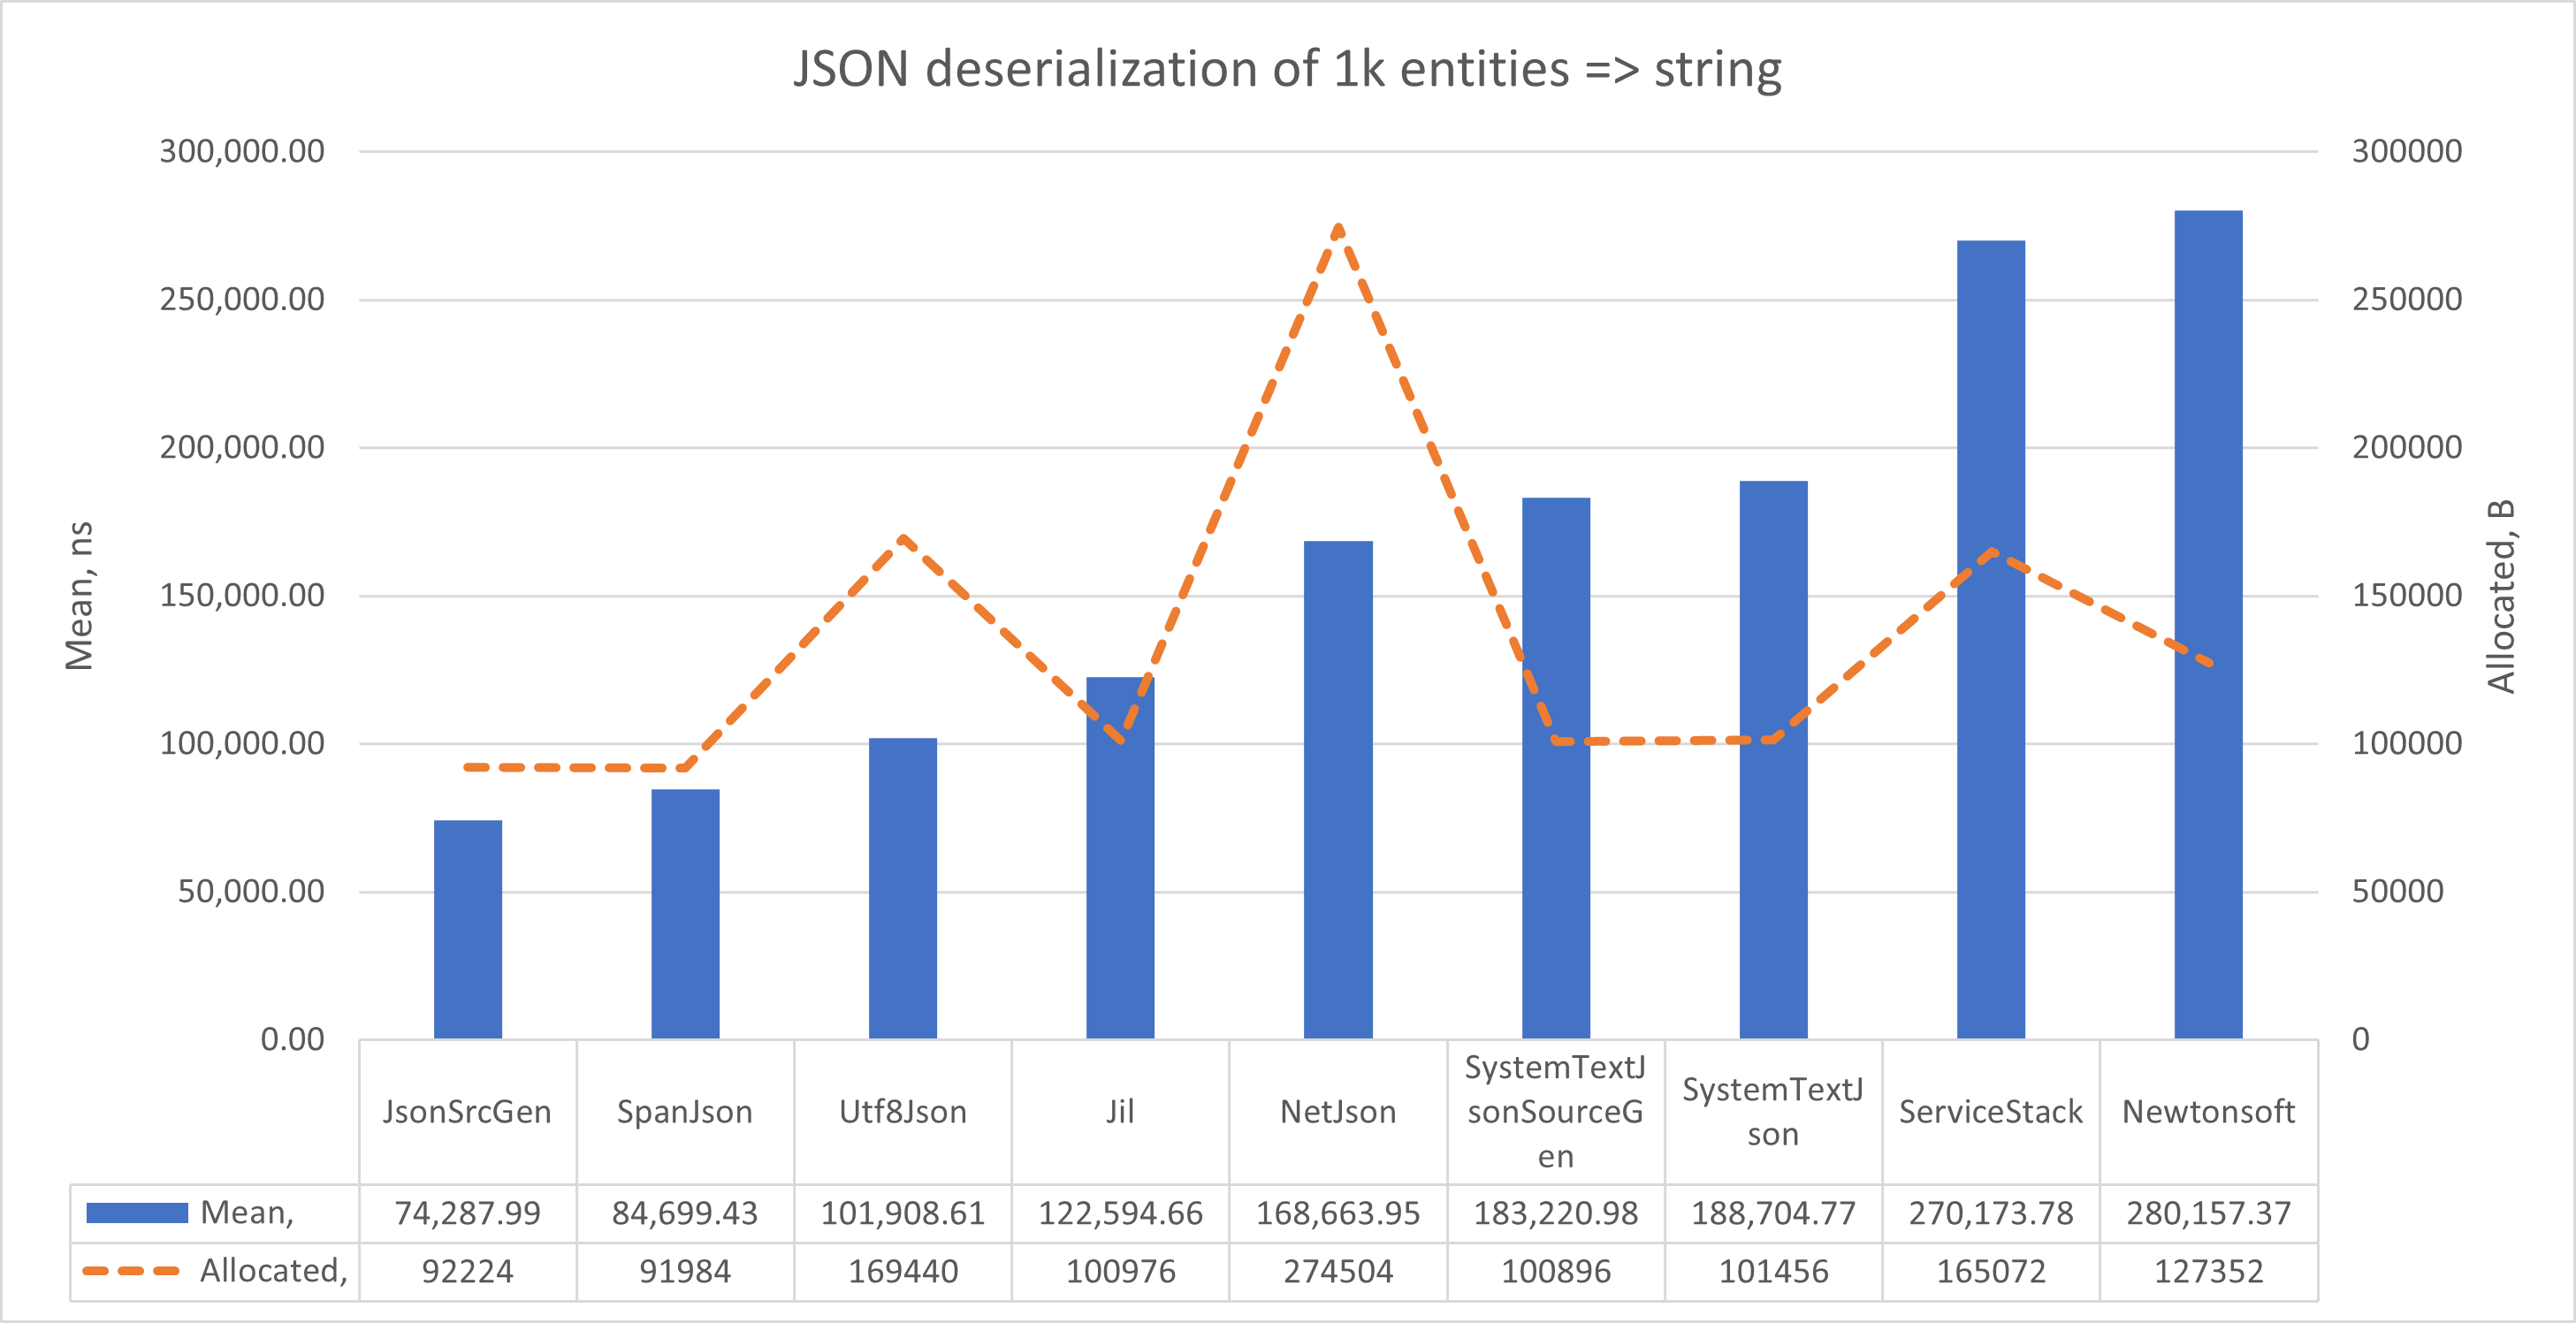 JSON deserialization of 1k entities => string
300,000.00
250,000.00
200,000.00
150,000.00
100,000.00
50,000.00
0.00
Mean, ns
300000
250000
200000
150000
100000
50000
0
Allocated, B
JsonSrcGen
SpanJson
Utf8Json
Jil
NetJson
SystemTextJ
sonSourceG
en
SystemTextJ
son
ServiceStack
Newtonsoft
Mean, 74,287.99 84,699.43 101,908.61 122,594.66 168,663.95 183,220.98 188,704.77 270,173.78 280,157.37
Allocated, 92224 91984 169440 100976 274504 100896 101456 165072 127352